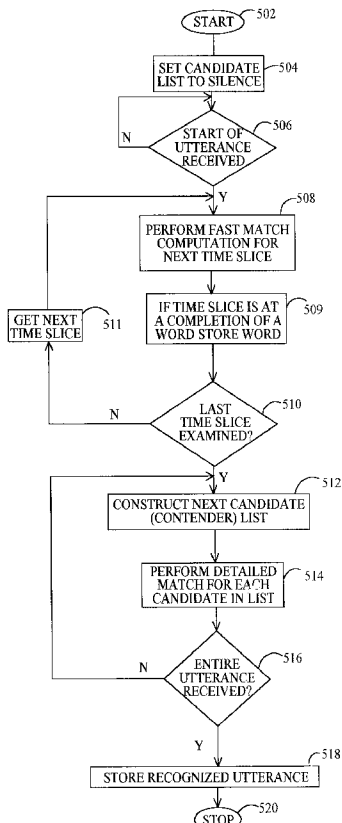 START
502
SET CANDIDATE
LIST TO SILENCE
504
506
N
START OF
UTTERANCE
RECEIVED
Y
508
PERFORM FAST MATCH
COMPUTATION FOR
NEXT TIME SLICE
509
IF TIME SLICE IS AT
A COMPLETION OF A
WORD STORE WORD
GET NEXT
TIME SLICE
511
510
N
LAST
TIME SLICE
EXAMINED?
Y
512
CONSTRUCT NEXT CANDIDATE
(CONTENDER) LIST
PERFORM DETAILED
MATCH FOR EACH
CANDIDATE IN LIST
514
516
N
ENTIRE
UTTERANCE
RECEIVED?
Y
518
STORE RECOGNIZED UTTERANCE
520
STOP